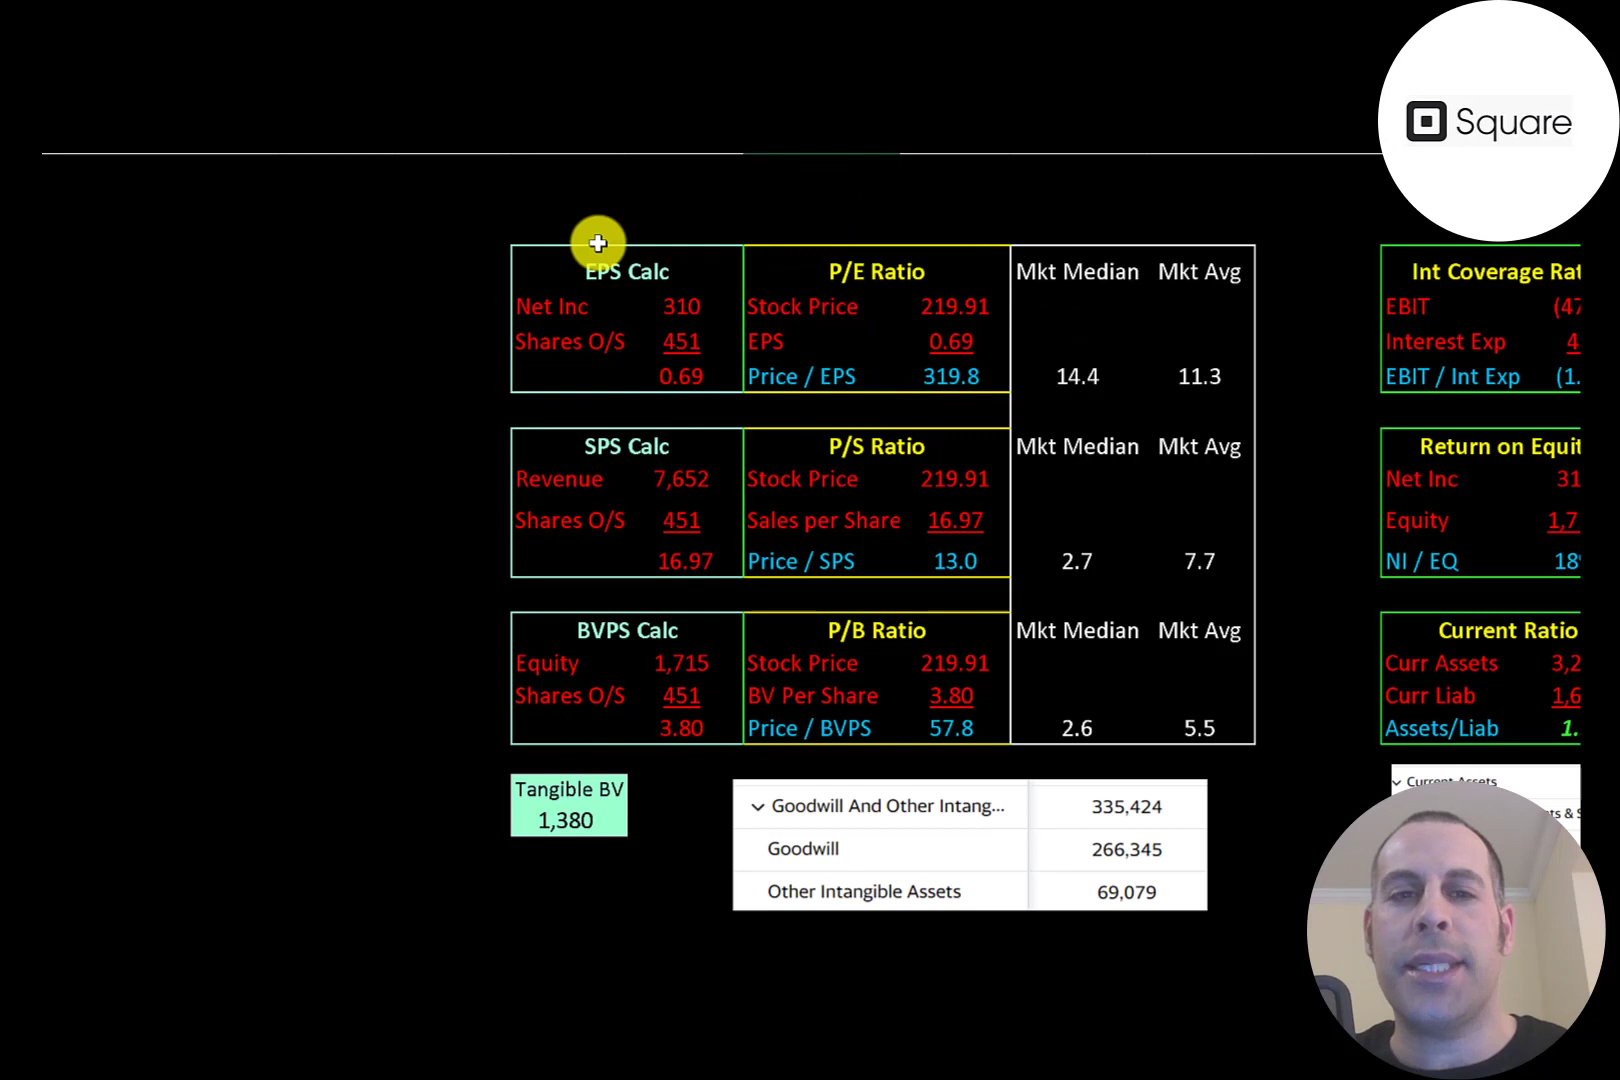 Square
EPS Calc P/E Ratio Mkt Median Mkt Avg Int Coverage
Net Inc 310 Stock Price 219.91 EBIT
Shares O/S 451 EPS 0.69 Interest Exp
0.69 Price / EPS 319.8 14.4 11.3 EBIT / Int Exp
SPS Calc P/S Ratio Mkt Median Mkt Avg Return on
Revenue 7,652 Stock Price 219.91 Net Inc
Shares O/S 451 Sales per Share 16.97 Equity
16.97 Price / SPS 13.0 2.7 7.7 NI / EQ
BVPS Calc P/B Ratio Mkt Median Mkt Avg Current Ratio
Equity 1,715 Stock Price 219.91 Curr Assets
Shares O/S 451 BV Per Share 3.80 Curr Liab
3.80 Price / BVPS 57.8 2.6 5.5 Assets/Liab
Tangible BV
1,380
Goodwill And Other Intang... 335,424
Goodwill 266,345
Other Intangible Assets 69,079
Current Assets